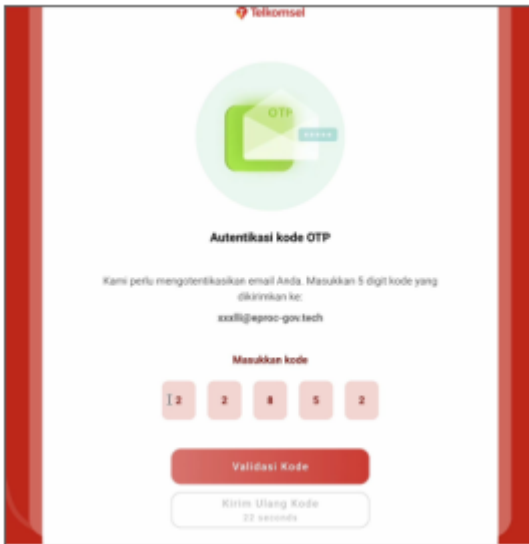 Telkomsel
OTP
Autentikasi kode OTP
Kami perlu mengotentikasikan email Anda. Masukkan 5 digit kode yang
dikirimkan ke:
xxxlli@eproc-gov.tech
Masukkan kode
2 2 8 5 2
Validasi Kode
Kirim Ulang Kode
22 seconds